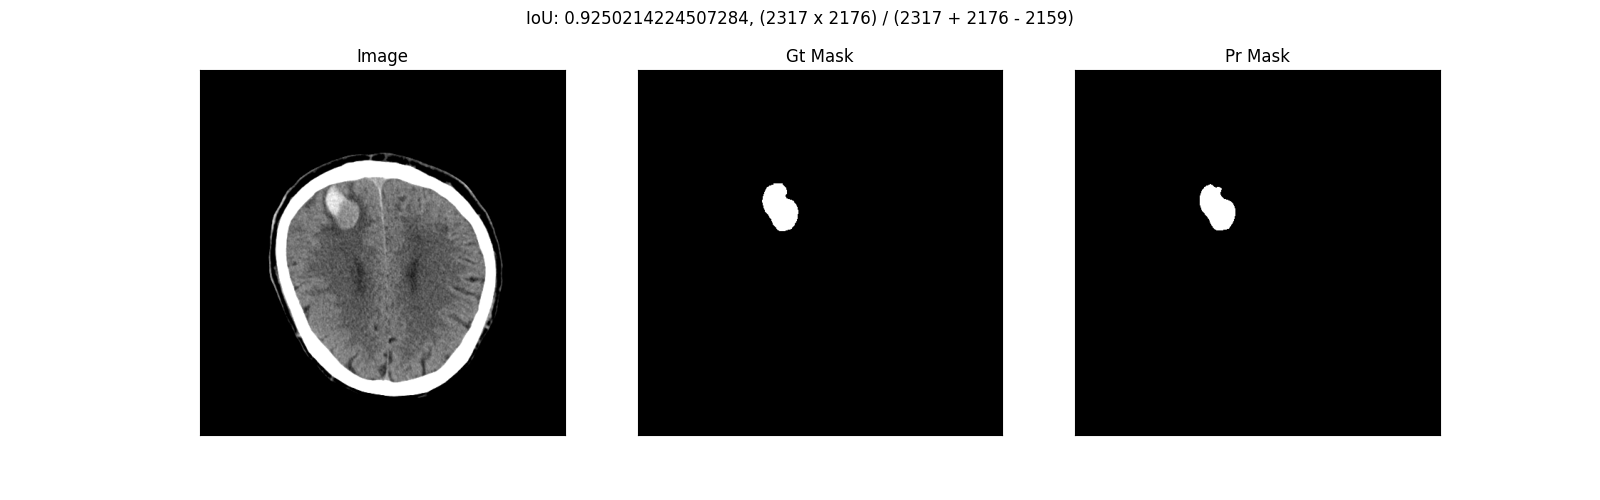 IoU: 0.9250214224507284, (2317 x 2176) / (2317 + 2176 - 2159)
Image
Gt Mask
Pr Mask